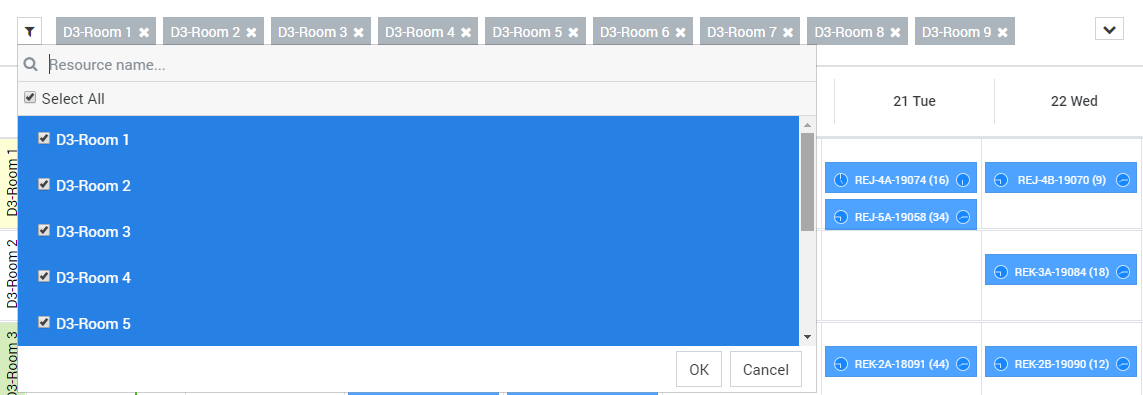 D3-Room 1 ✖ D3-Room 2 ✖ D3-Room 3 ✖ D3-Room 4 ✖ D3-Room 5 ✖ D3-Room 6 ✖ D3-Room 7 ✖ D3-Room 8 ✖ D3-Room 9 ✖
Resource name...
Select All
D3-Room 1
D3-Room 2
D3-Room 3
D3-Room 4
D3-Room 5
OK Cancel
21 Tue 22 Wed
D3-Room 1
REJ-4A-19074 (16) REJ-4B-19070 (9)
REJ-5A-19058 (34)
D3-Room 2
REK-3A-19084 (18)
D3-Room 3
REK-2A-18091 (44) REK-2B-19090 (12)